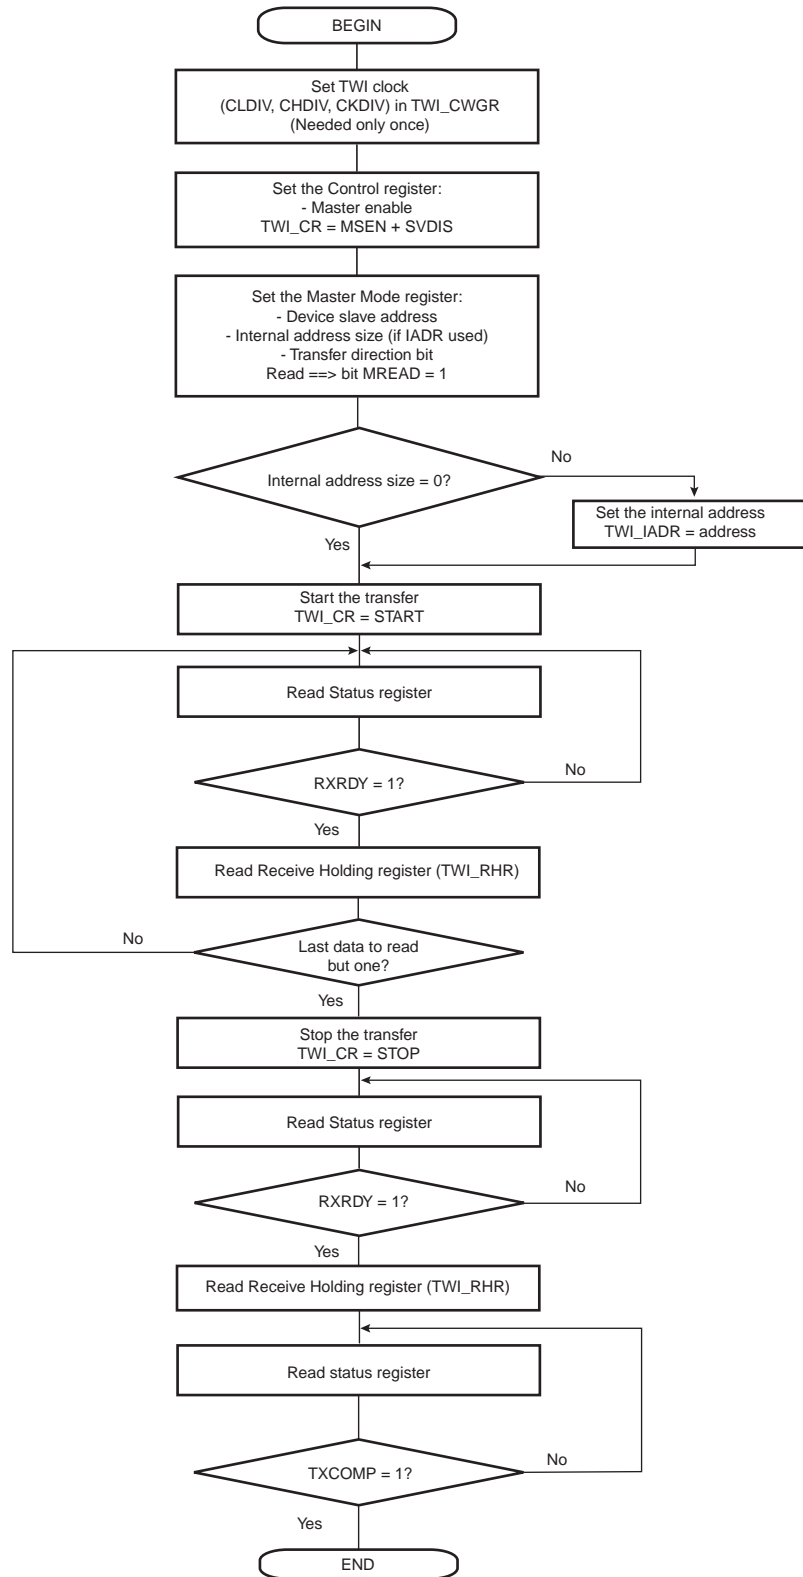 BEGIN
Set TWI clock
(CLDIV, CHDIV, CKDIV) in TWI_CWGR
(Needed only once)
Set the Control register:
- Master enable
TWI_CR = MSEN + SVDIS
Set the Master Mode register:
- Device slave address
- Internal address size (if IADR used)
- Transfer direction bit
Read ==> bit MREAD = 1
Internal address size = 0?
No
Set the internal address
TWI_IADR = address
Yes
Start the transfer
TWI_CR = START
Read Status register
RXRDY = 1?
No
Yes
Read Receive Holding register (TWI_RHR)
No
Last data to read
but one?
Yes
Stop the transfer
TWI_CR = STOP
Read Status register
RXRDY = 1?
No
Yes
Read Receive Holding register (TWI_RHR)
Read status register
TXCOMP = 1?
No
Yes
END